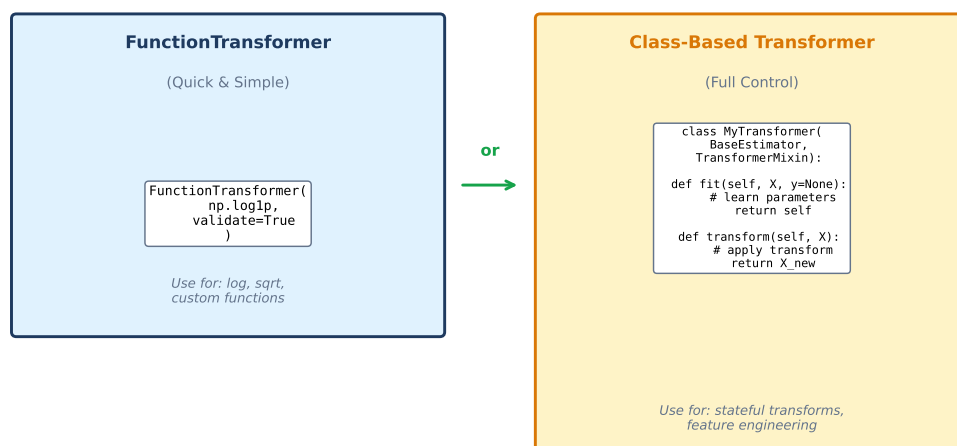 FunctionTransformer
(Quick & Simple)
FunctionTransformer(
np.log1p,
validate=True
)
Use for: log, sqrt,
custom functions
or
Class-Based Transformer
(Full Control)
class MyTransformer(
BaseEstimator,
TransformerMixin):
def fit(self, X, y=None):
# learn parameters
return self
def transform(self, X):
# apply transform
return X_new
Use for: stateful transforms,
feature engineering